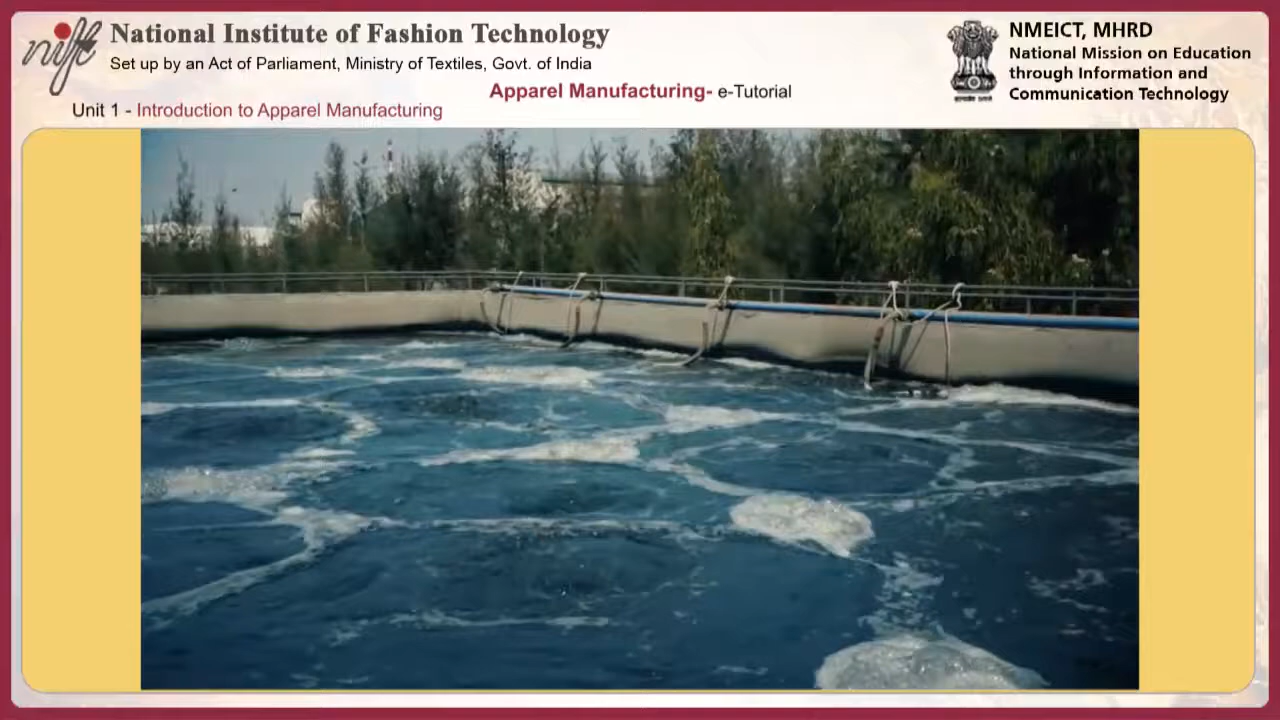 nift
National Institute of Fashion Technology
Set up by an Act of Parliament, Ministry of Textiles, Govt. of India
Apparel Manufacturing- e-Tutorial
Unit 1 - Introduction to Apparel Manufacturing
NMEICT, MHRD
National Mission on Education
through Information and
Communication Technology